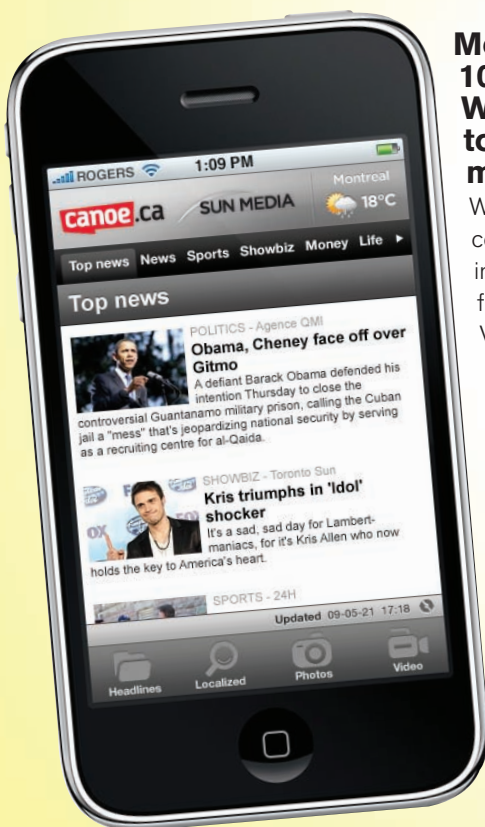 ROGERS 1:09 PM
canoe.ca SUN MEDIA Montreal 18°C
Top news News Sports Showbiz Money Life
Top news
POLITICS - Agence QMI
Obama, Cheney face off over
Gitmo
A defiant Barack Obama defended his
intention Thursday to close the
controversial Guantanamo military prison, calling the Cuban
jail a "mess" that's jeopardizing national security by serving
as a recruiting centre for al-Qaida.
SHOWBIZ - Toronto Sun
Kris triumphs in 'Idol'
shocker
It's a sad, sad day for Lambert-
maniacs, for it's Kris Allen who now
holds the key to America's heart.
SPORTS - 24H
Updated 09-05-21 17:18
Headlines Localized Photos Video
10
to